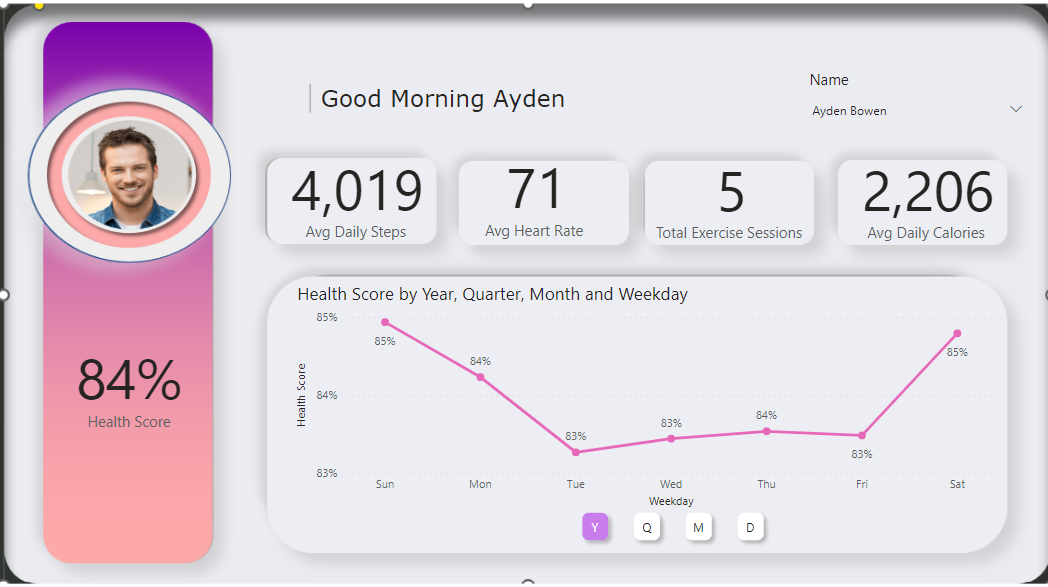 Good Morning Ayden
Name
Ayden Bowen
4,019
Avg Daily Steps
71
Avg Heart Rate
5
Total Exercise Sessions
2,206
Avg Daily Calories
84%
Health Score
Health Score by Year, Quarter, Month and Weekday
Health Score
85%
84%
83%
85%
84%
83%
83%
84%
83%
85%
Sun Mon Tue Wed Thu Fri Sat
Weekday
Y Q M D